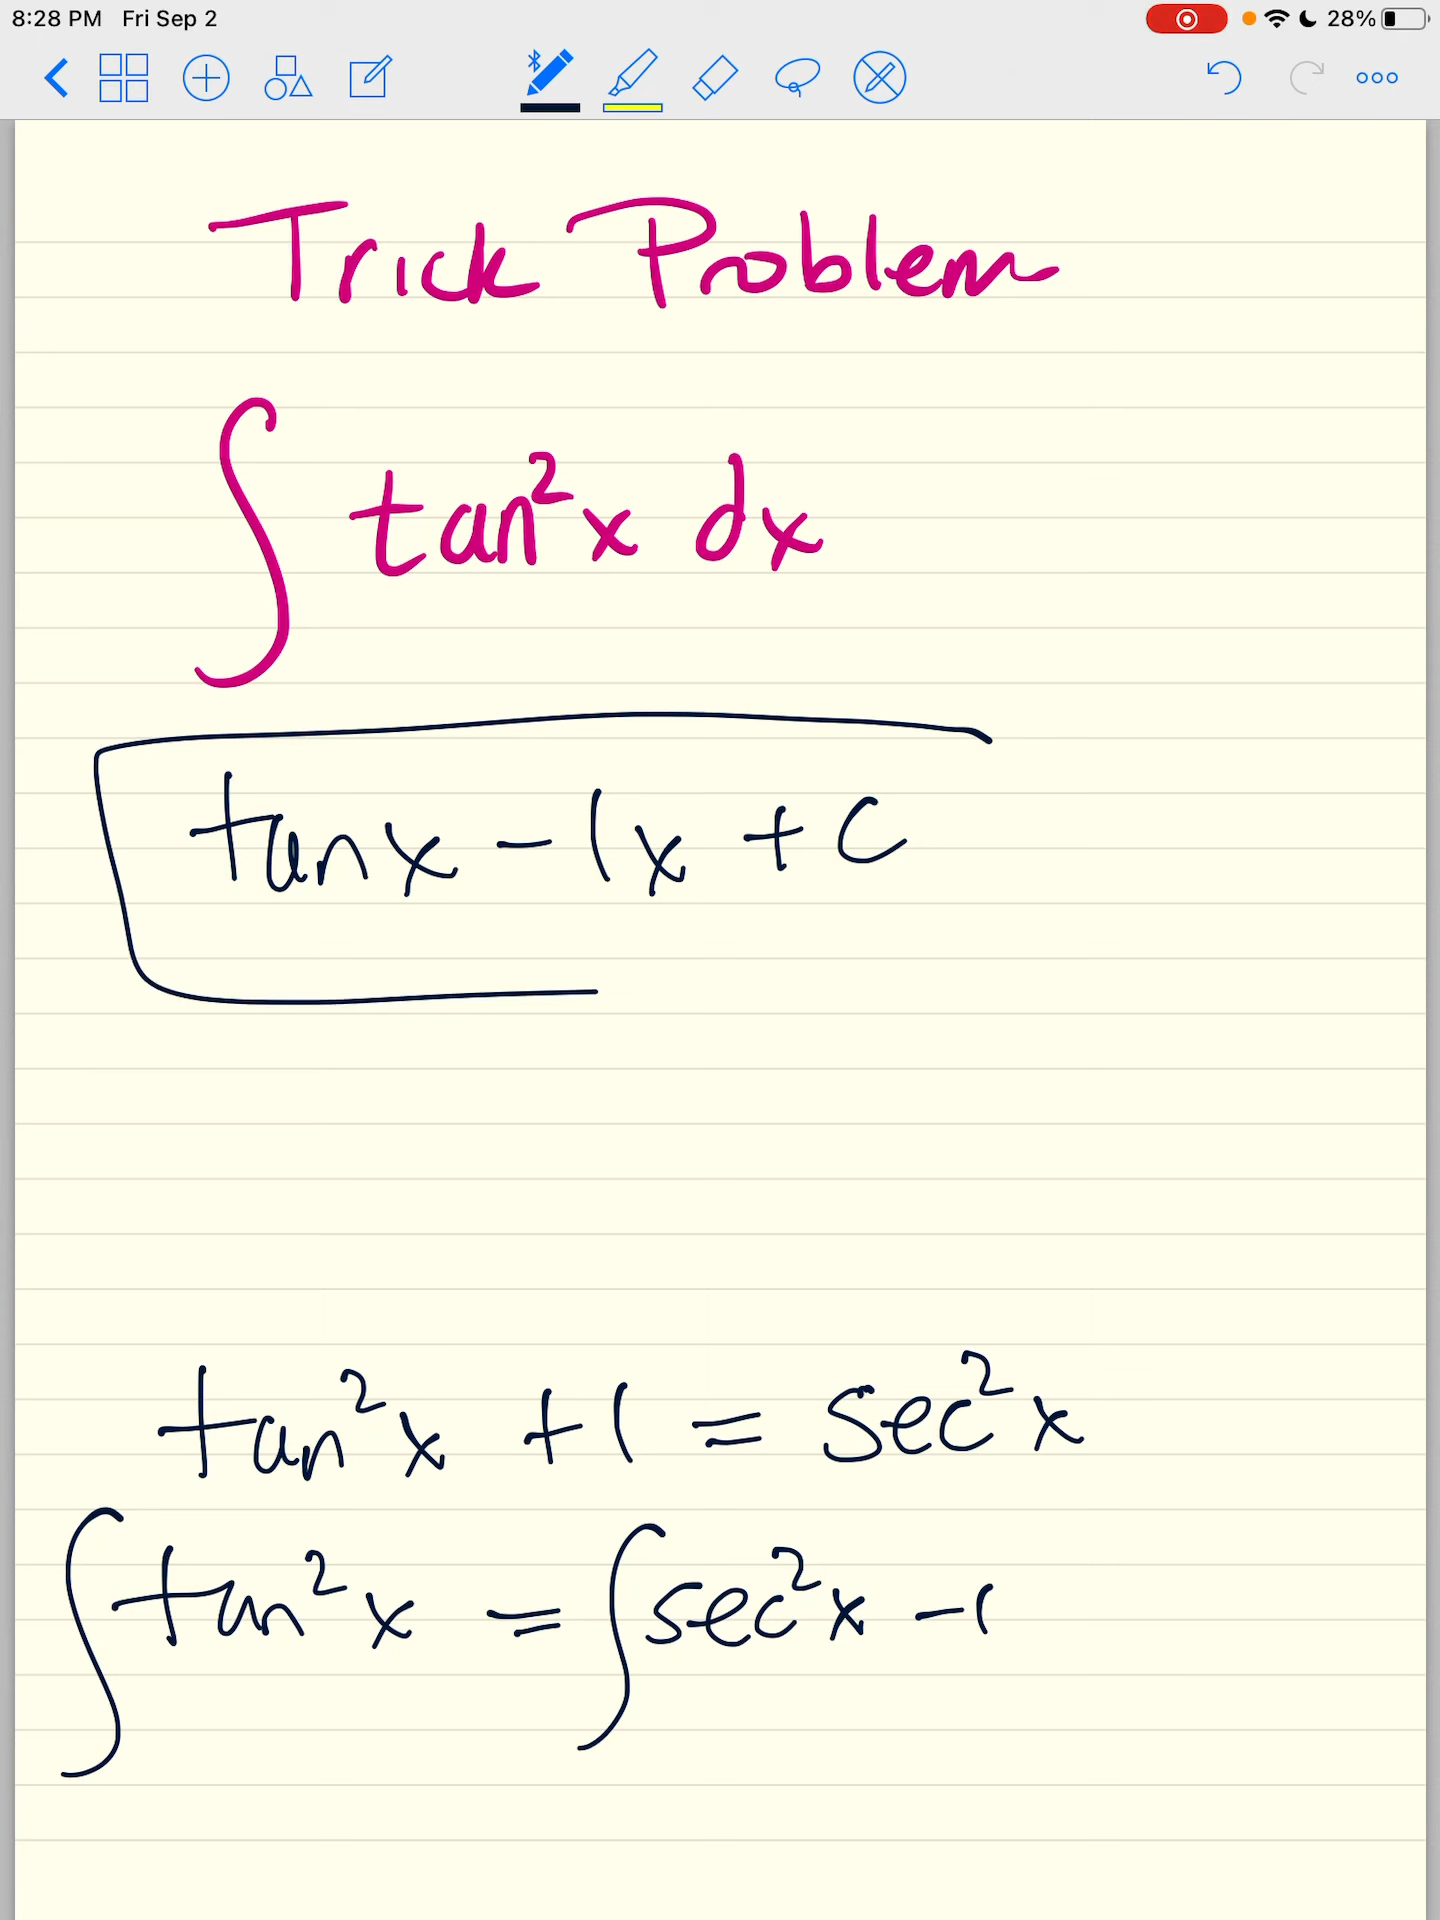 8:28 PM Fri Sep 2 28%
Trick Problem
∫ tan²x dx
tanx - 1x + C
tan²x + 1 = sec²x
∫tan²x = ∫sec²x - 1